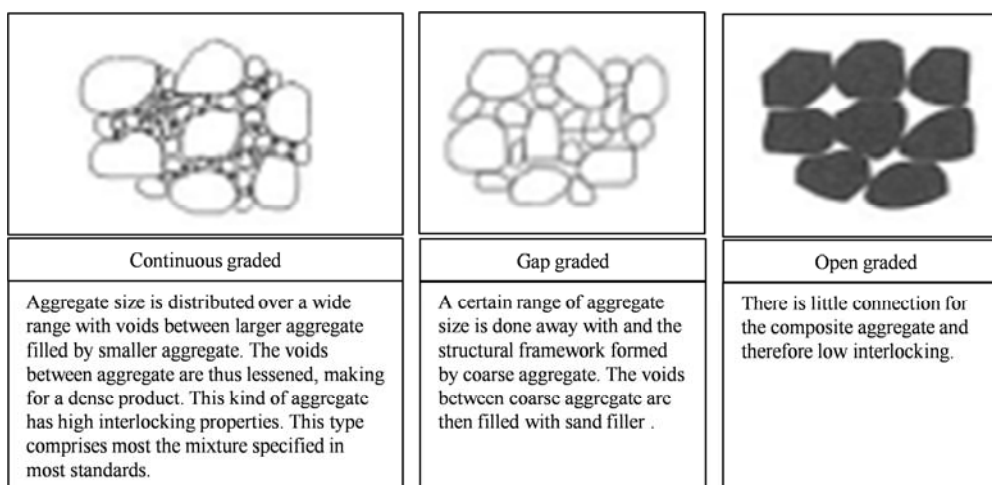 Continuous graded
Aggregate size is distributed over a wide
range with voids between larger aggregate
filled by smaller aggregate. The voids
between aggregate are thus lessened, making
for a dense product. This kind of aggregate
has high interlocking properties. This type
comprises most the mixture specified in
most standards.
Gap graded
A certain range of aggregate
size is done away with and the
structural framework formed
by coarse aggregate. The voids
between coarse aggregate are
then filled with sand filler .
Open graded
There is little connection for
the composite aggregate and
therefore low interlocking.